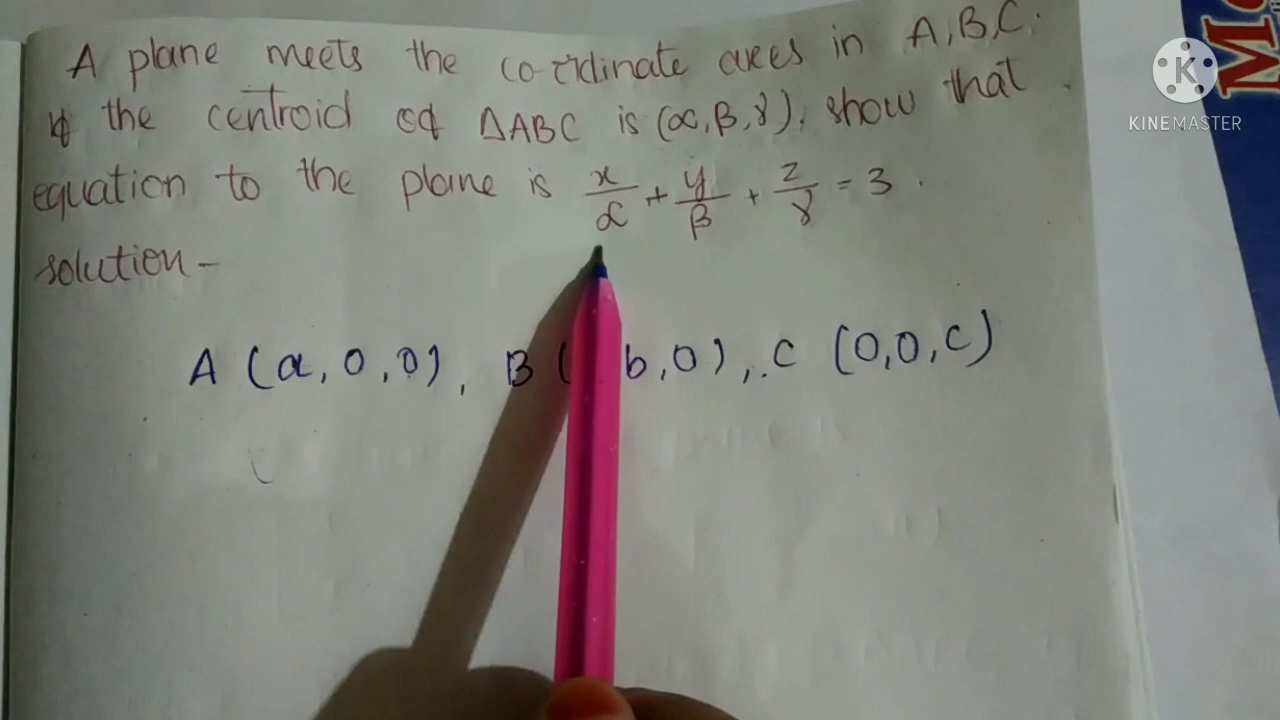 A plane meets the co-ordinate axes in A,B,C.
If the centroid of ΔABC is (α,β,γ), show that
equation to the plane is x/α + y/β + z/γ = 3.
solution-
A (a,0,0), B ( b,0), C (0,0,c)
KINEMASTER